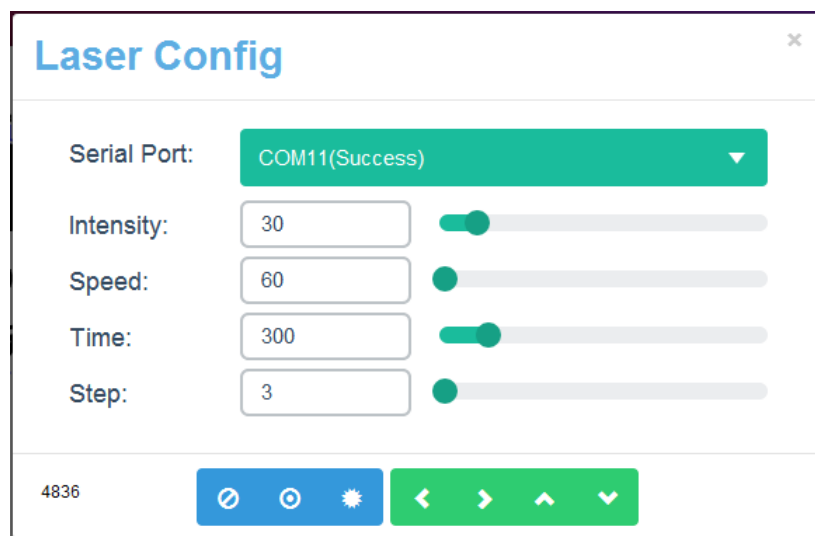 Laser Config
Serial Port: COM11(Success)
Intensity: 30
Speed: 60
Time: 300
Step: 3
4836